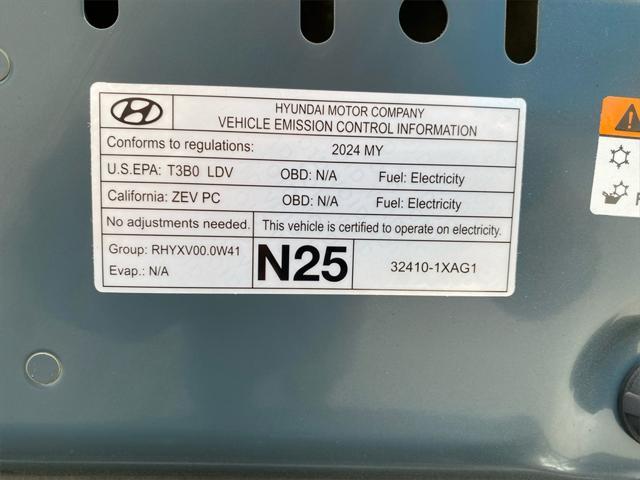 HYUNDAI MOTOR COMPANY
VEHICLE EMISSION CONTROL INFORMATION
Conforms to regulations: 2024 MY
U.S.EPA: T3B0 LDV OBD: N/A Fuel: Electricity
California: ZEV PC OBD: N/A Fuel: Electricity
No adjustments needed. This vehicle is certified to operate on electricity.
Group: RHYXV00.0W41
Evap.: N/A
N25
32410-1XAG1